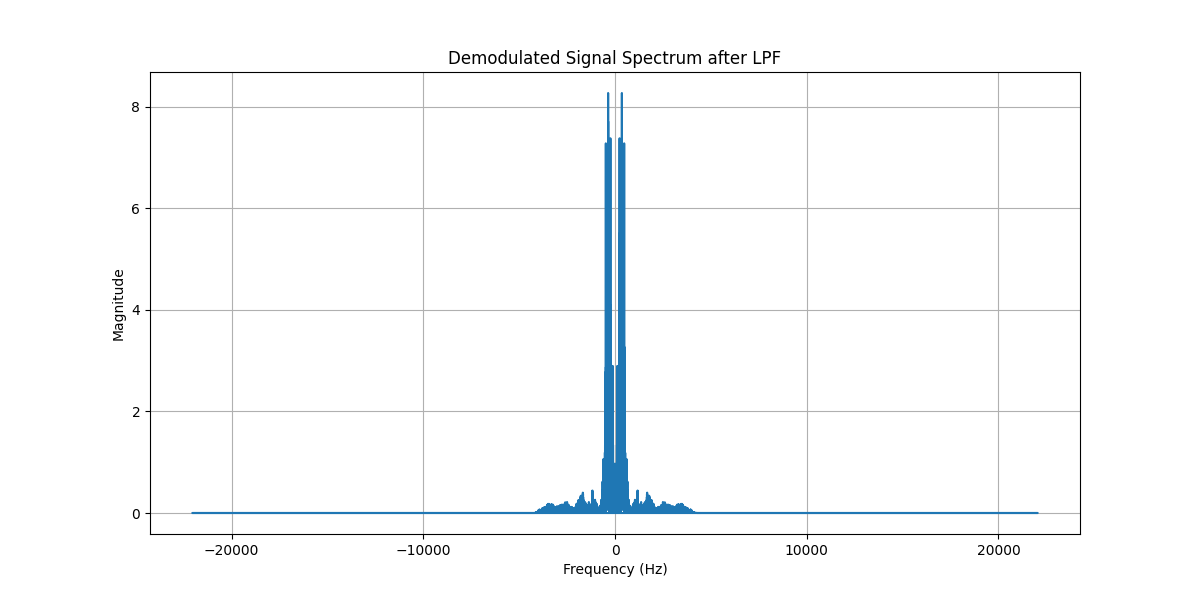 Demodulated Signal Spectrum after LPF
8
6
4
2
0
Magnitude
−20000 −10000 0 10000 20000
Frequency (Hz)